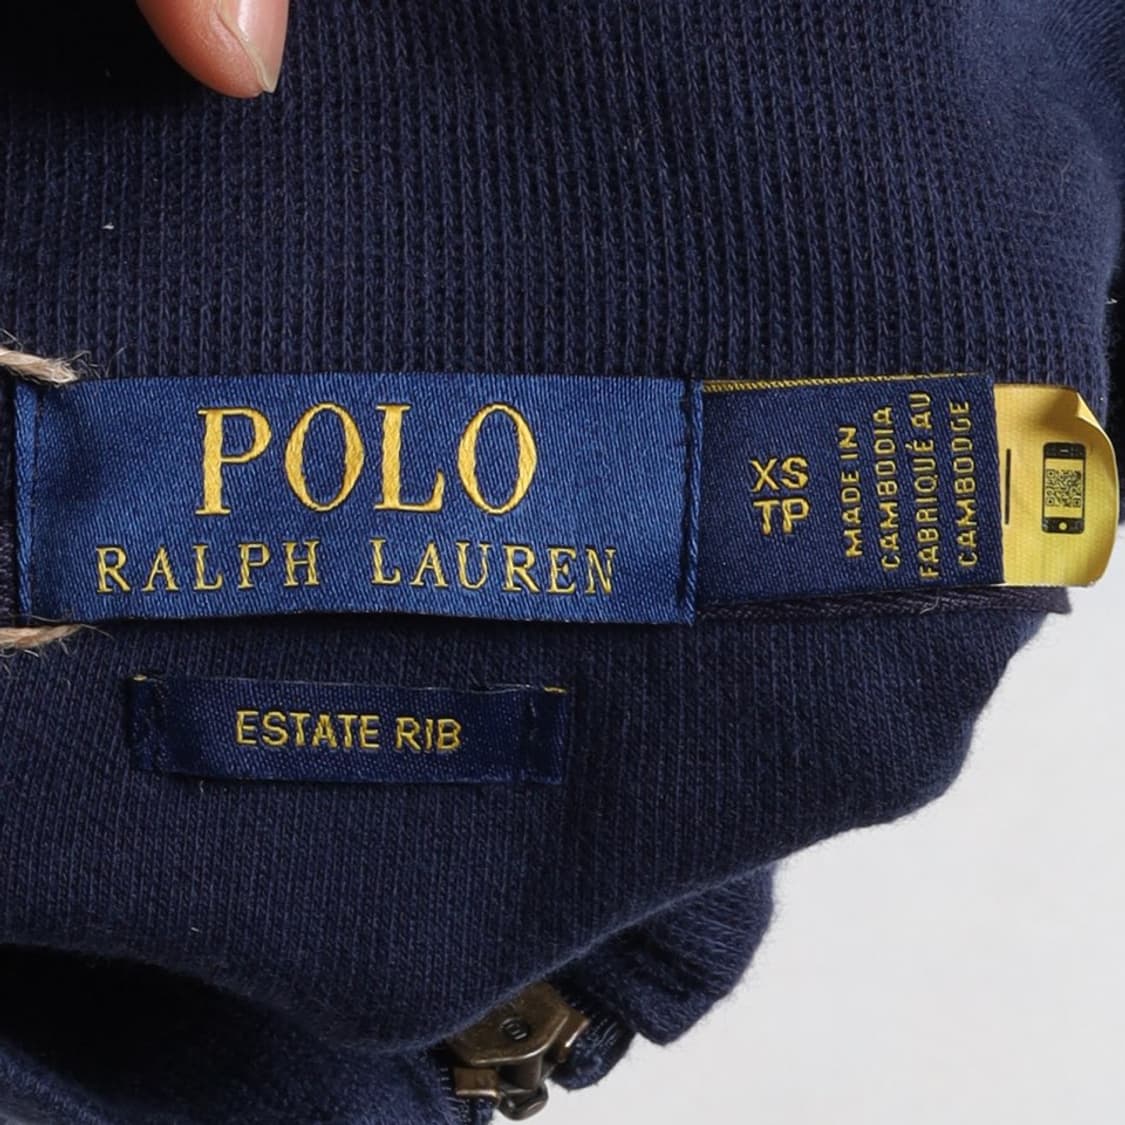 POLO
RALPH LAUREN
XS
TP
MADE IN
CAMBODIA
FABRIQUÉ AU
CAMBODGE
ESTATE RIB